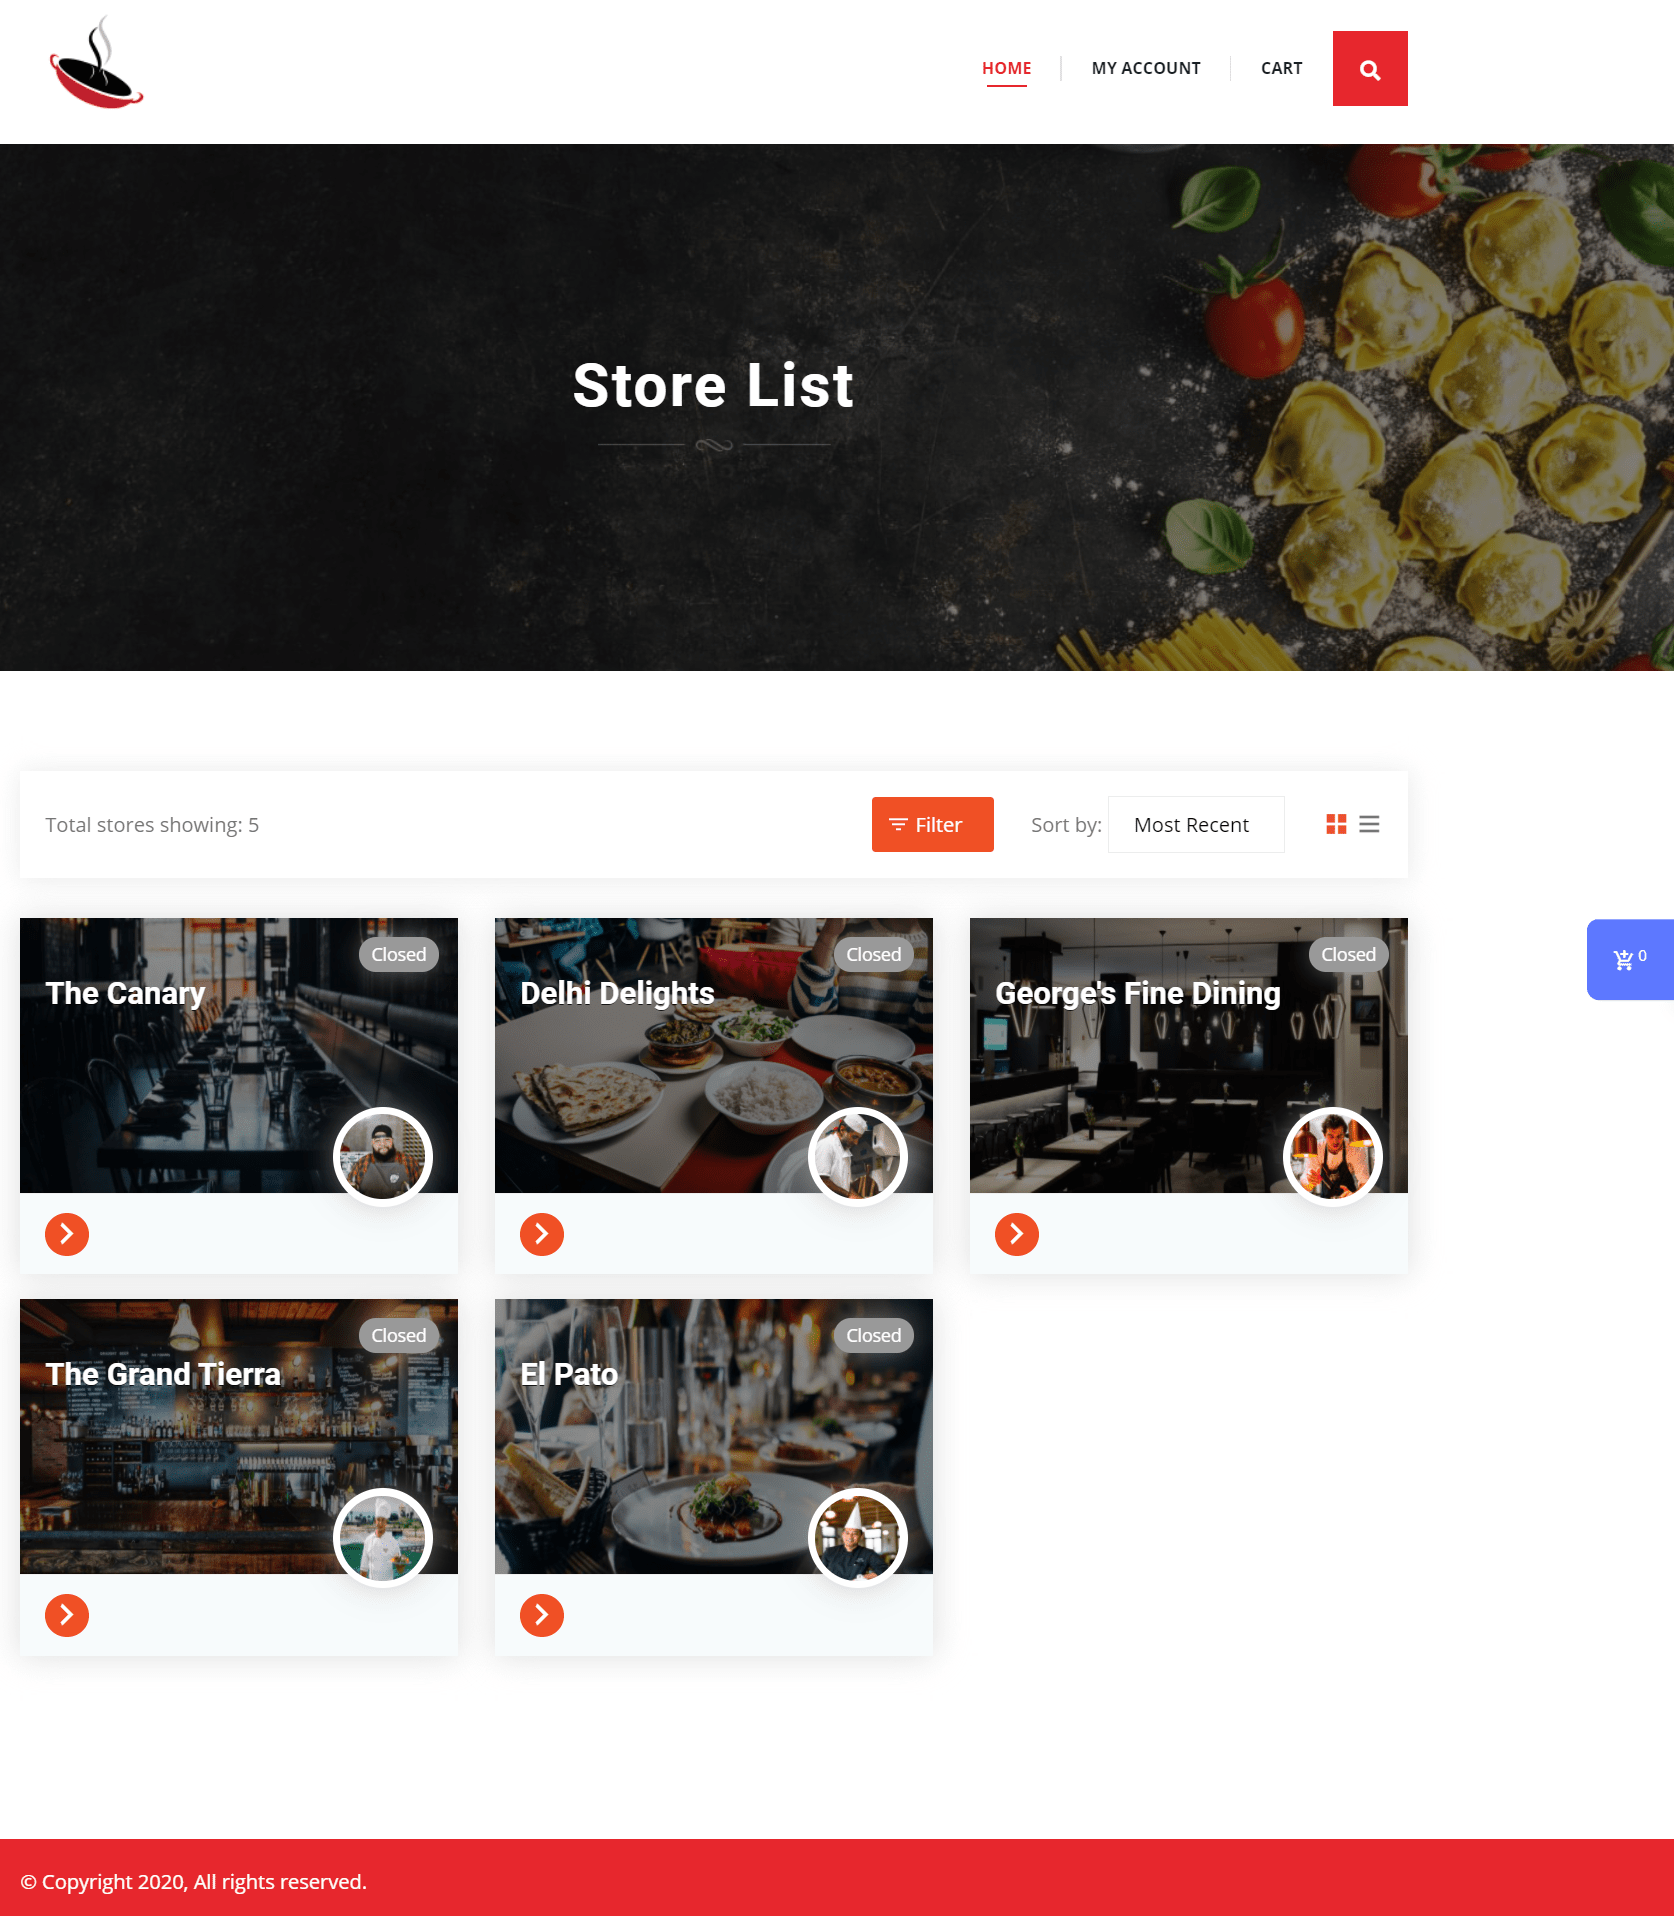 HOME
MY ACCOUNT
CART
Store List
Total stores showing: 5
Filter
Sort by:
Most Recent
Closed
The Canary
Closed
Delhi Delights
Closed
George's Fine Dining
0
Closed
The Grand Tierra
Closed
El Pato
© Copyright 2020, All rights reserved.